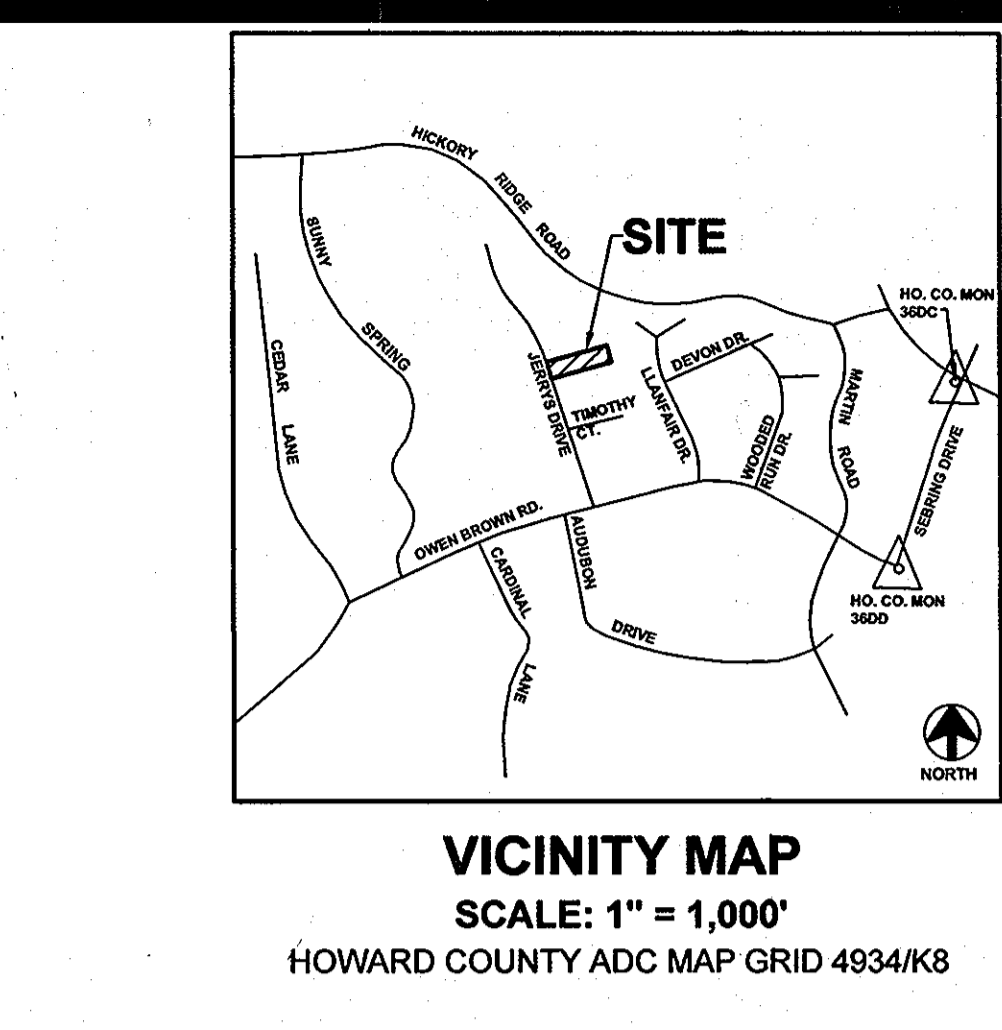 HICKORY
RIDGE
ROAD
SITE
SUNNY
SPRING
CEDAR
LANE
JERRYS DRIVE
TIMOTHY
CT.
LLANFAIR DR.
DEVON DR.
WOODED
RUN DR.
MARTIN
ROAD
HO. CO. MON
36DC
SEBRING DRIVE
OWEN BROWN RD.
CARDINAL
LANE
AUDUBON
DRIVE
HO. CO. MON
36DD
NORTH
VICINITY MAP
SCALE: 1" = 1,000'
HOWARD COUNTY ADC MAP GRID 4934/K8